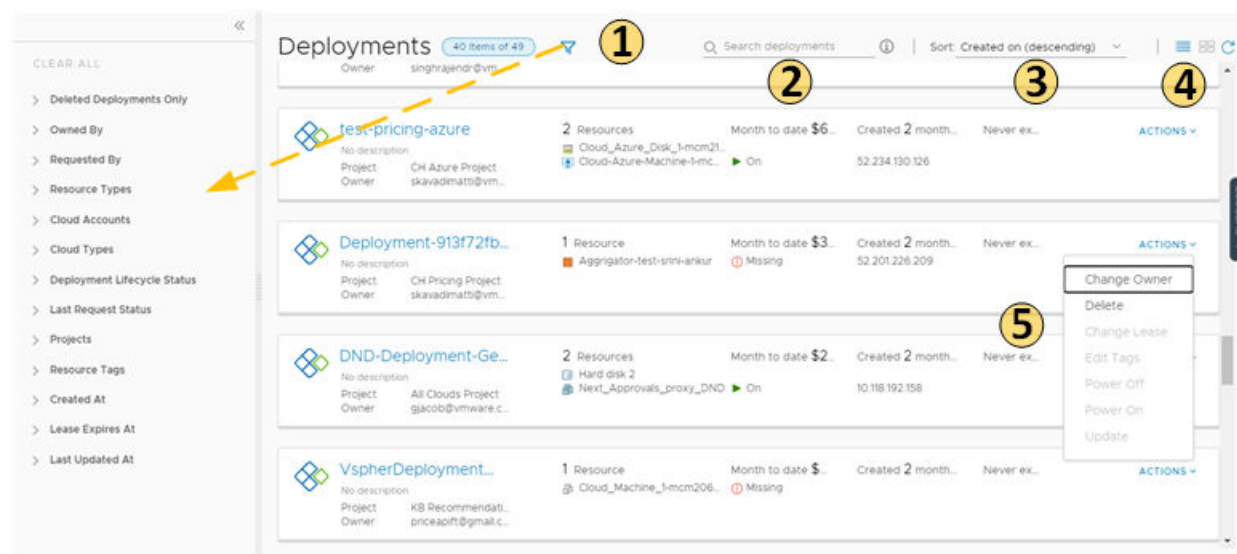 «
CLEAR ALL
> Deleted Deployments Only
> Owned By
> Requested By
> Resource Types
> Cloud Accounts
> Cloud Types
> Deployment Lifecycle Status
> Last Request Status
> Projects
> Resource Tags
> Created At
> Lease Expires At
> Last Updated At
Deployments 40 items of 49 1 Search deployments Sort: Created on (descending)
2 3 4
Owner singhrajendr@vm...
test-pricing-azure 2 Resources Month to date $6... Created 2 month... Never ex... ACTIONS
No description Cloud_Azure_Disk_1-mcm21...
Cloud-Azure-Machine-1-mc... On 52.234.130.126
Project CH Azure Project
Owner skavadimatti@vm...
Deployment-913f72fb... 1 Resource Month to date $3... Created 2 month... Never ex... ACTIONS
No description Aggrigator-test-srini-ankur Missing 52.201.226.209
Project CH Pricing Project
Owner skavadimatti@vm...
Change Owner
Delete
Change Lease
Edit Tags
Power Off
Power On
Update
5
DND-Deployment-Ge... 2 Resources Month to date $2... Created 2 month... Never ex...
No description Hard disk 2
Next_Approvals_proxy_DND On 10.118.192.158
Project All Clouds Project
Owner gjacob@vmware.c...
VspherDeployment... 1 Resource Month to date $... Created 2 month... Never ex... ACTIONS
No description Cloud_Machine_1-mcm206... Missing
Project KB Recommendati...
Owner priceapift@gmail.c...